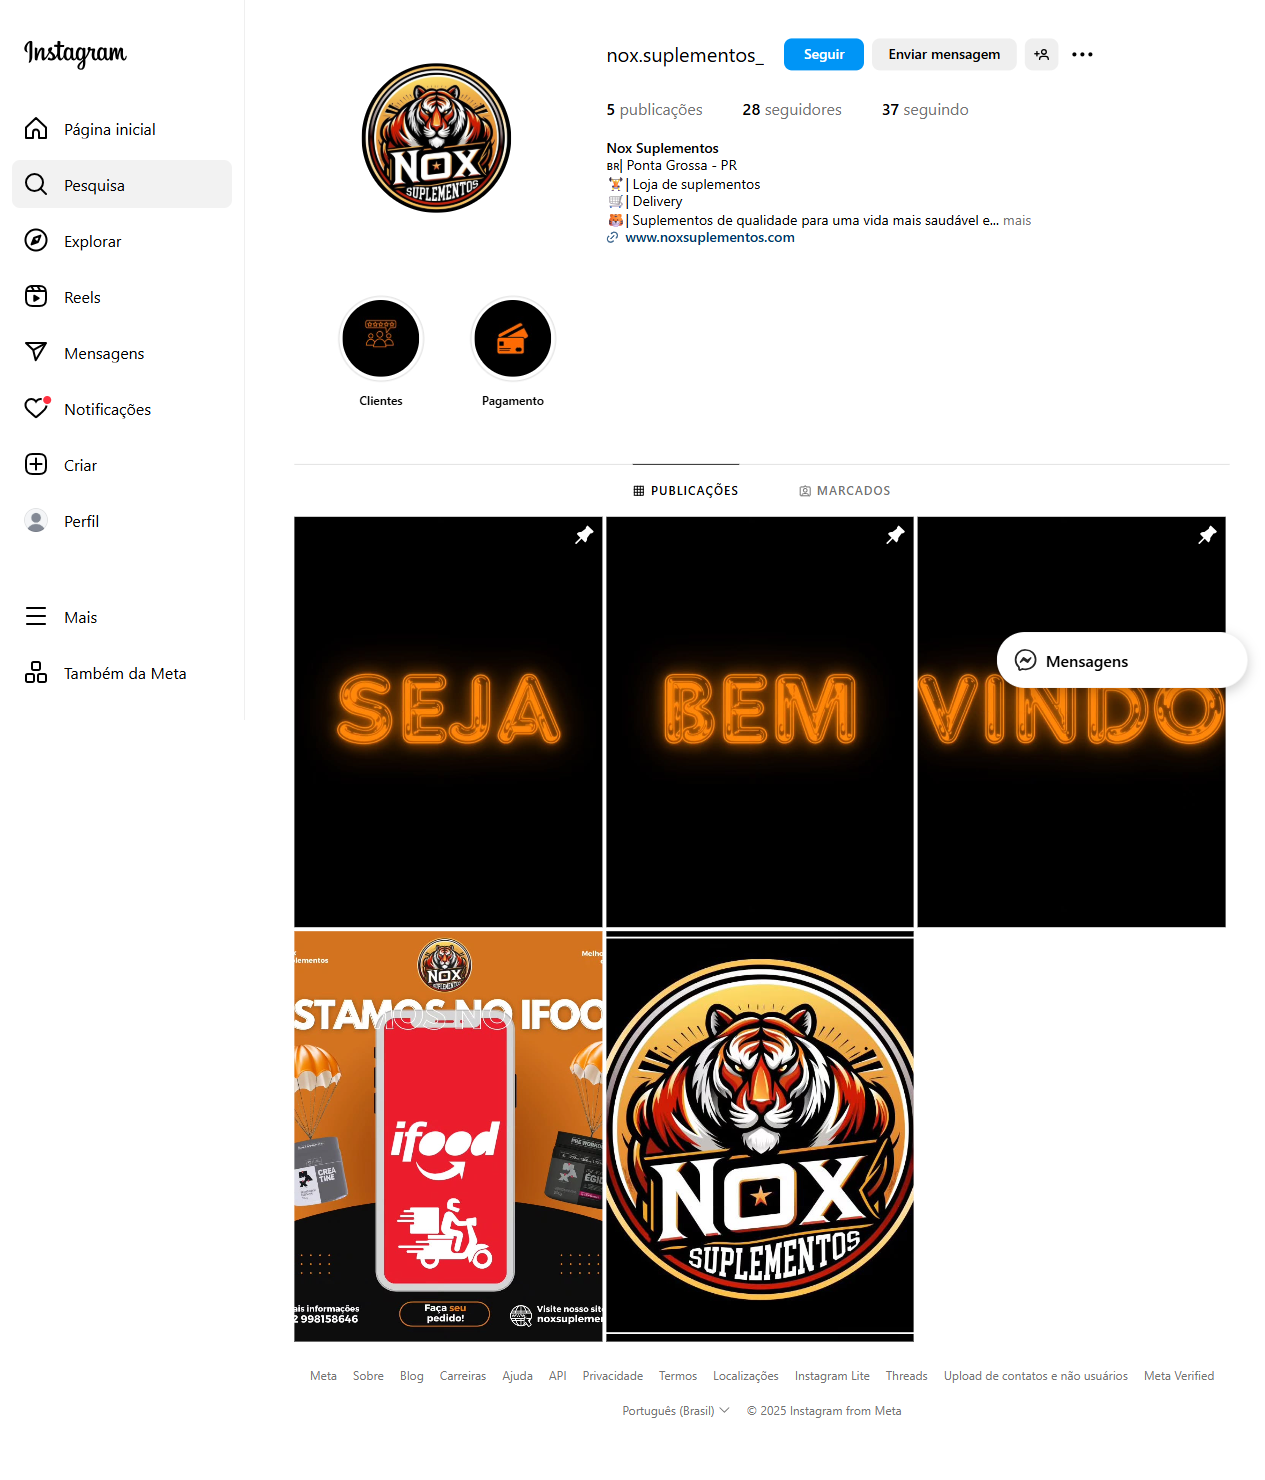 Instagram
Página inicial
Pesquisa
Explorar
Reels
Mensagens
Notificações
Criar
Perfil
Mais
Também da Meta
nox.suplementos_
Seguir
Enviar mensagem
5 publicações
28 seguidores
37 seguindo
Nox Suplementos
BR| Ponta Grossa - PR
🏋| Loja de suplementos
🛒| Delivery
🐯| Suplementos de qualidade para uma vida mais saudável e... mais
www.noxsuplementos.com
NOX
SUPLEMENTOS
Clientes
Pagamento
PUBLICAÇÕES
MARCADOS
SEJA
BEM
VINDO
Mensagens
lementos
Melho
NOX
SUPLEMENTOS
STAMOS NO IFOO
CREA
TINE
ÉGID
ifood
ais informações
2 998158646
Faça seu
pedido!
Visite nosso site
noxsuplemen
NOX
SUPLEMENTOS
Meta
Sobre
Blog
Carreiras
Ajuda
API
Privacidade
Termos
Localizações
Instagram Lite
Threads
Upload de contatos e não usuários
Meta Verified
Português (Brasil)
© 2025 Instagram from Meta